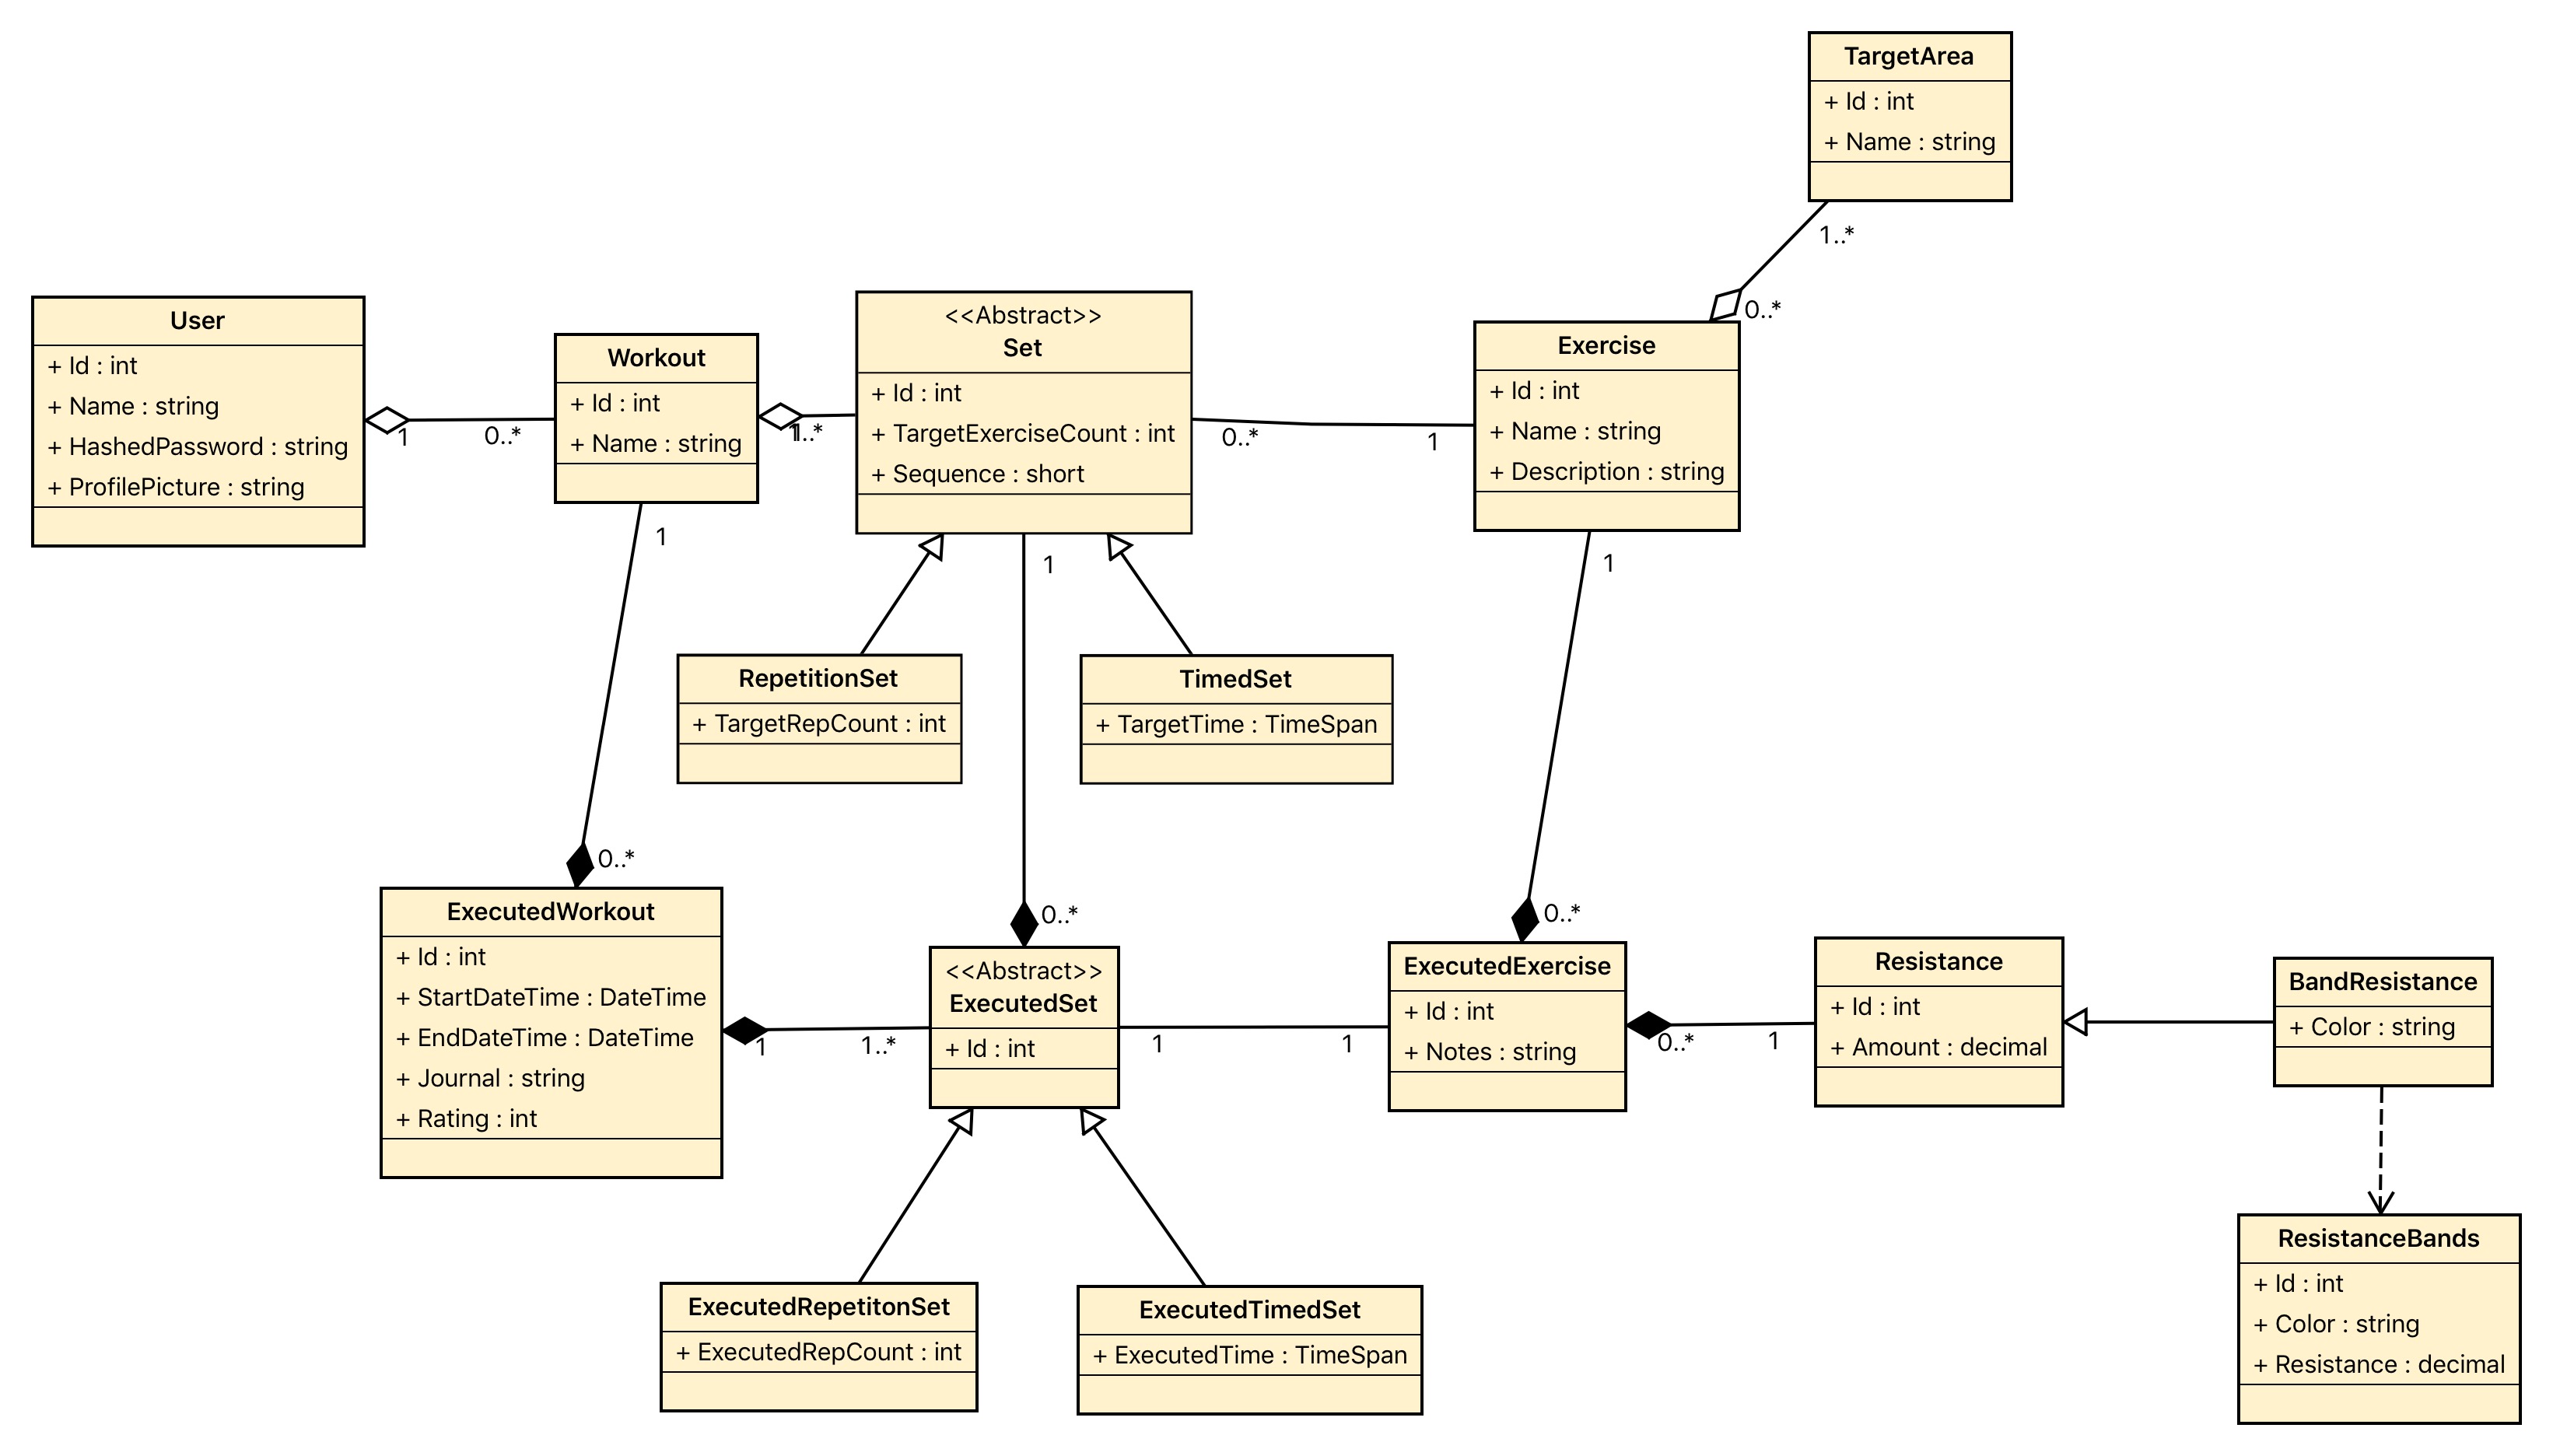 TargetArea
+ Id : int
+ Name : string
1..*
0..*
User
+ Id : int
+ Name : string
+ HashedPassword : string
+ ProfilePicture : string
1
0..*
Workout
+ Id : int
+ Name : string
1
1..*
<<Abstract>>
Set
+ Id : int
+ TargetExerciseCount : int
+ Sequence : short
0..*
1
Exercise
+ Id : int
+ Name : string
+ Description : string
1
1
1
RepetitionSet
+ TargetRepCount : int
TimedSet
+ TargetTime : TimeSpan
0..*
0..*
0..*
ExecutedWorkout
+ Id : int
+ StartDateTime : DateTime
+ EndDateTime : DateTime
+ Journal : string
+ Rating : int
1
1..*
<<Abstract>>
ExecutedSet
+ Id : int
1
1
ExecutedExercise
+ Id : int
+ Notes : string
0..*
1
Resistance
+ Id : int
+ Amount : decimal
BandResistance
+ Color : string
ExecutedRepetitonSet
+ ExecutedRepCount : int
ExecutedTimedSet
+ ExecutedTime : TimeSpan
ResistanceBands
+ Id : int
+ Color : string
+ Resistance : decimal